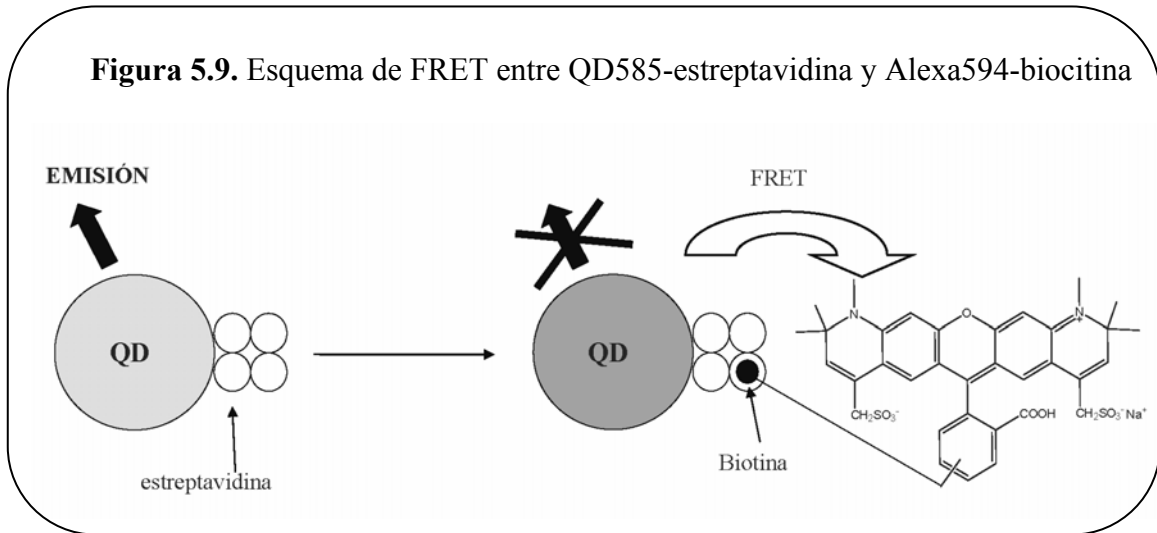 Figura 5.9. Esquema de FRET entre QD585-estreptavidina y Alexa594-biocitina
EMISIÓN
FRET
QD
estreptavidina
QD
Biotina
N
O
N+
CH2SO3-
COOH
CH2SO3- Na+